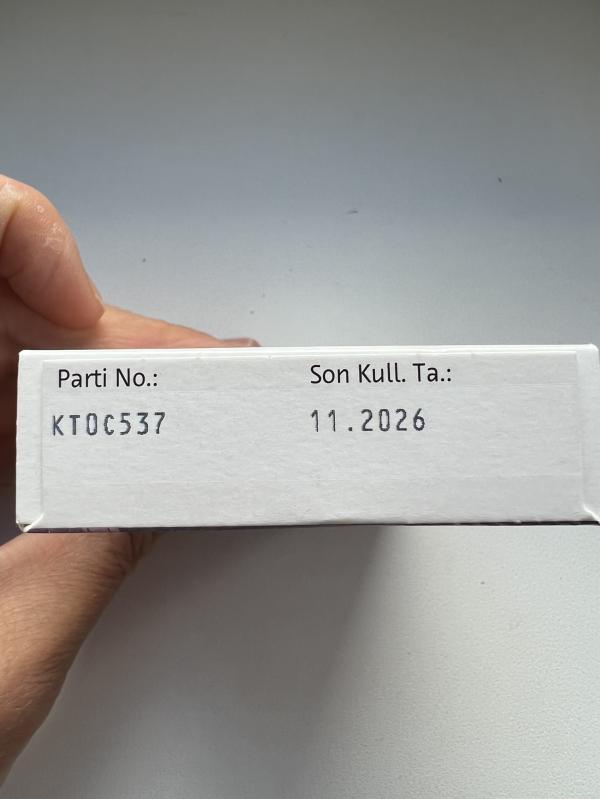 Parti No.: Son Kull. Ta.:
KT0C537 11.2026